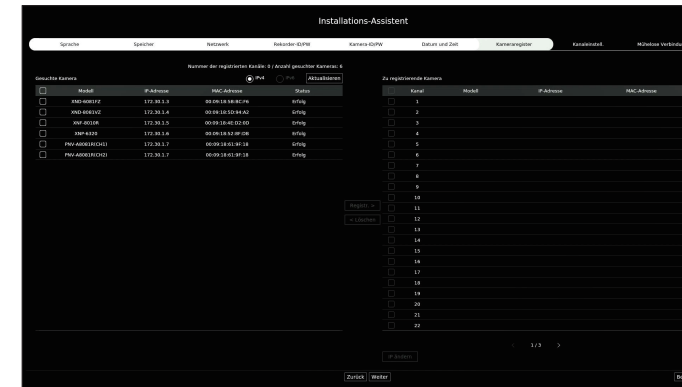 Installations-Assistent
Sprache Speicher Netzwerk Rekorder-ID/PW Kamera-ID/PW Datum und Zeit Kameraregister Kanaleinstell. Mühelose Verbindu
Nummer der registrierten Kanäle: 0 / Anzahl gesuchter Kameras: 6
Gesuchte Kamera IPv4 IPv6 Aktualisieren Zu registrierende Kamera
Modell IP-Adresse MAC-Adresse Status Kanal Modell IP-Adresse MAC-Adresse
XND-6081FZ 172.30.1.3 00:09:18:5B:BC:F6 Erfolg 1
XND-8081VZ 172.30.1.4 00:09:18:5D:94:A2 Erfolg 2
XNF-8010R 172.30.1.5 00:09:18:4E:D2:0D Erfolg 3
XNP-6320 172.30.1.6 00:09:18:52:8F:DB Erfolg 4
PNV-A8081R(CH1) 172.30.1.7 00:09:18:61:9F:18 Erfolg 5
PNV-A8081R(CH2) 172.30.1.7 00:09:18:61:9F:18 Erfolg 6
7
8
9
10
Registr. >
11
< Löschen 12
13
14
15
16
17
18
19
20
21
22
< 1/3 >
IP ändern
Zurück Weiter Be